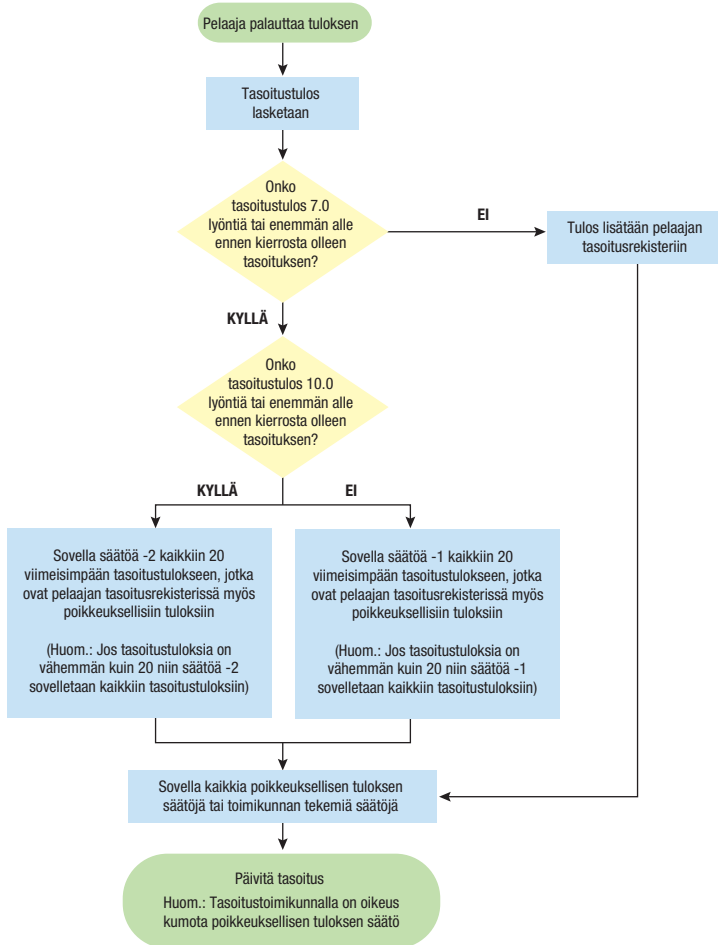 Pelaaja palauttaa tuloksen
Tasoitustulos
lasketaan
Onko
tasoitustulos 7.0
lyöntiä tai enemmän alle
ennen kierrosta olleen
tasoituksen?
EI
Tulos lisätään pelaajan
tasoitusrekisteriin
KYLLÄ
Onko
tasoitustulos 10.0
lyöntiä tai enemmän alle
ennen kierrosta olleen
tasoituksen?
KYLLÄ
EI
Sovella säätöä -2 kaikkiin 20
viimeisimpään tasoitustulokseen, jotka
ovat pelaajan tasoitusrekisterissä myös
poikkeuksellisiin tuloksiin
(Huom.: Jos tasoitustuloksia on
vähemmän kuin 20 niin säätöä -2
sovelletaan kaikkiin tasoitustuloksiin)
Sovella säätöä -1 kaikkiin 20
viimeisimpään tasoitustulokseen, jotka
ovat pelaajan tasoitusrekisterissä myös
poikkeuksellisiin tuloksiin
(Huom.: Jos tasoitustuloksia on
vähemmän kuin 20 niin säätöä -1
sovelletaan kaikkiin tasoitustuloksiin)
Sovella kaikkia poikkeuksellisen tuloksen
säätöjä tai toimikunnan tekemiä säätöjä
Päivitä tasoitus
Huom.: Tasoitustoimikunnalla on oikeus
kumota poikkeuksellisen tuloksen säätö